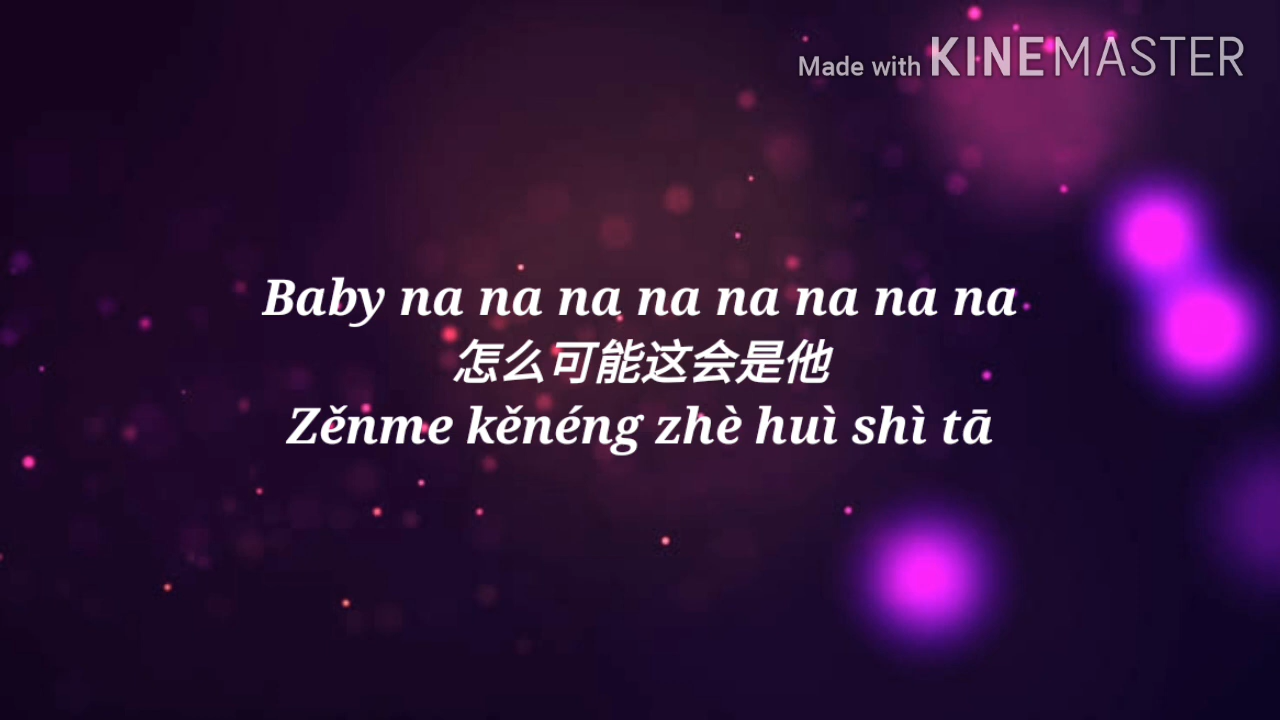 Made with KINEMASTER
Baby na na na na na na na na
怎么可能这会是他
Zěnme kěnéng zhè huì shì tā